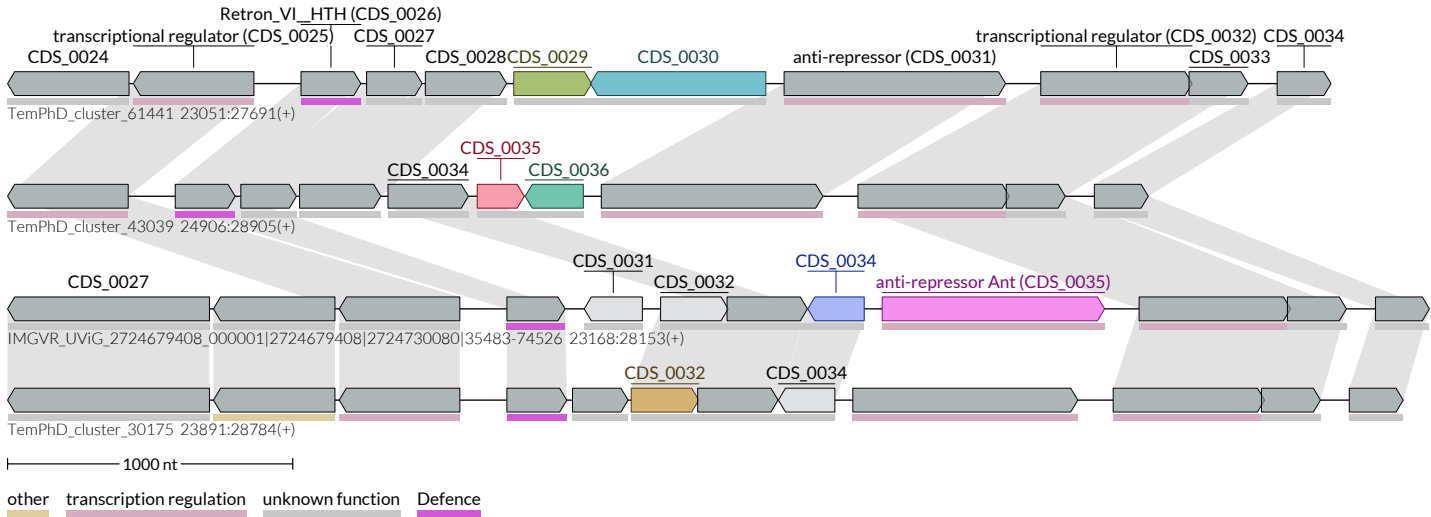 Retron_VI__HTH (CDS_0026)
transcriptional regulator (CDS_0025) CDS_0027 transcriptional regulator (CDS_0032) CDS_0034
CDS_0024 CDS_0028 CDS_0029 CDS_0030 anti-repressor (CDS_0031) CDS_0033
TemPhD_cluster_61441 23051:27691(+)
CDS_0035
CDS_0034 CDS_0036
TemPhD_cluster_43039 24906:28905(+)
CDS_0031 CDS_0034
CDS_0027 CDS_0032 anti-repressor Ant (CDS_0035)
IMGVR_UViG_2724679408_000001|2724679408|2724730080|35483-74526 23168:28153(+)
CDS_0032 CDS_0034
TemPhD_cluster_30175 23891:28784(+)
1000 nt
other transcription regulation unknown function Defence